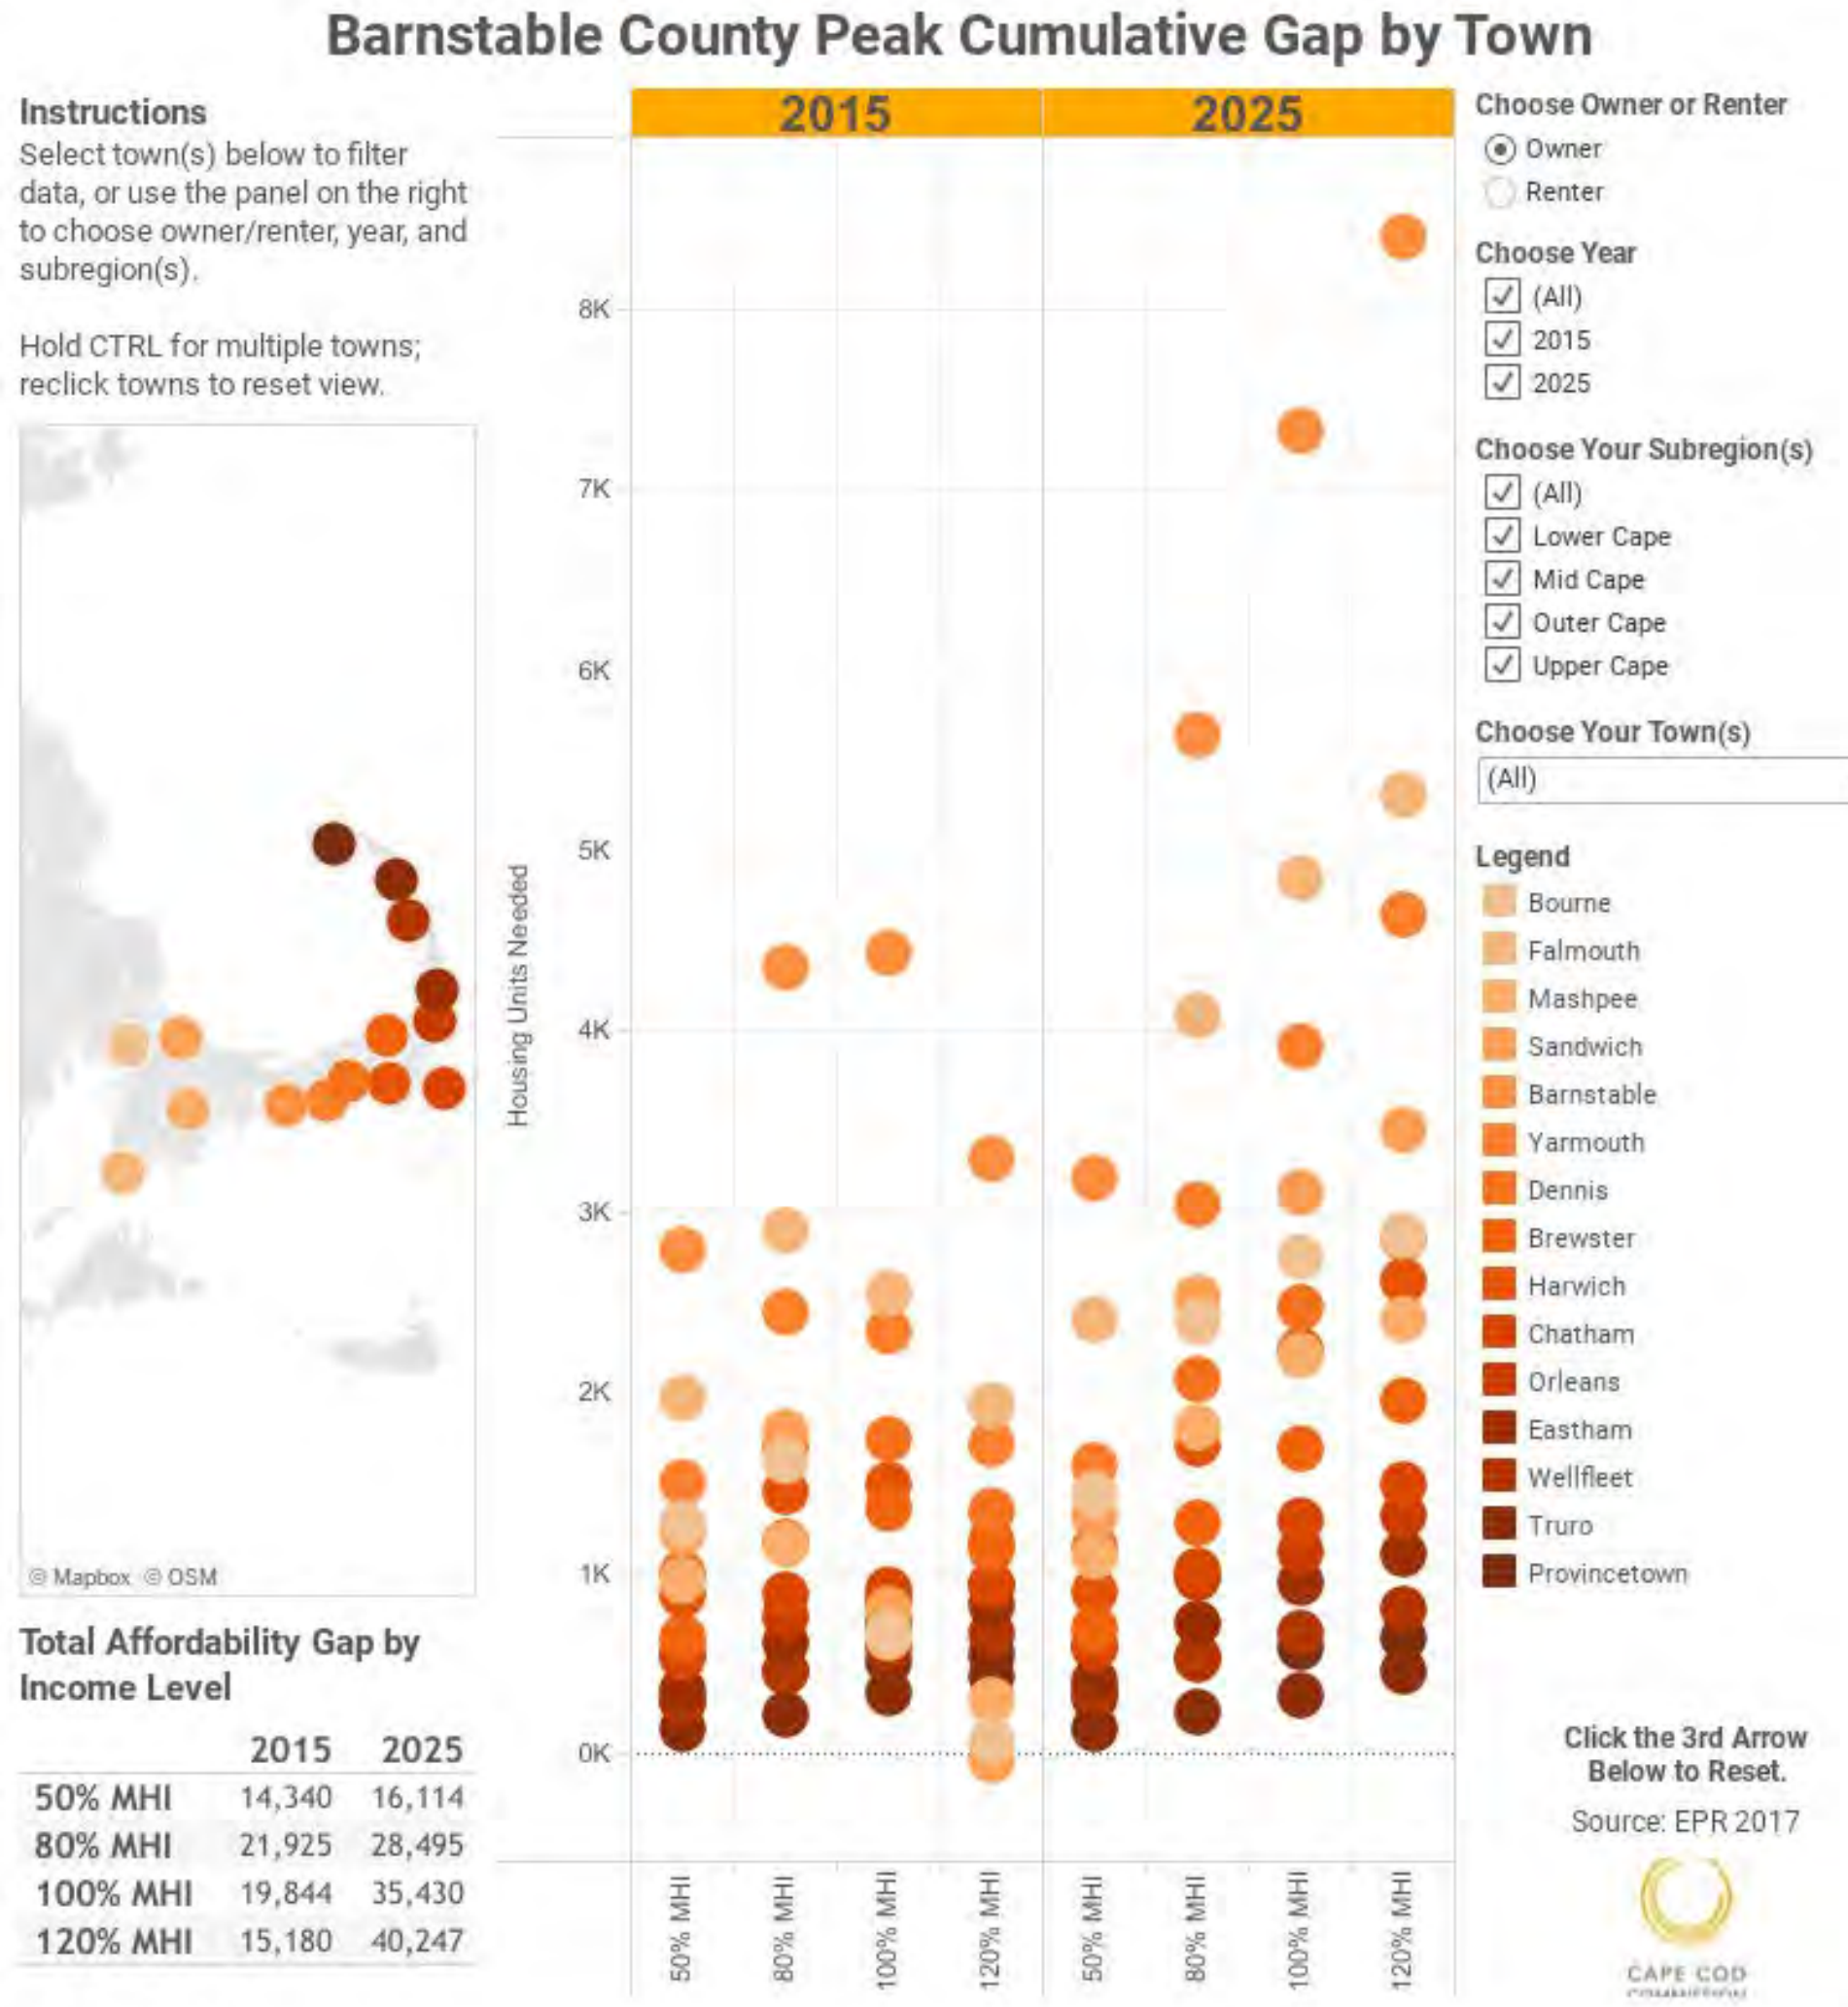 Barnstable County Peak Cumulative Gap by Town
Instructions
Select town(s) below to filter
data, or use the panel on the right
to choose owner/renter, year, and
subregion(s).
Hold CTRL for multiple towns;
reclick towns to reset view.
© Mapbox © OSM
Total Affordability Gap by
Income Level
2015 2025
50% MHI 14,340 16,114
80% MHI 21,925 28,495
100% MHI 19,844 35,430
120% MHI 15,180 40,247
2015 2025
Housing Units Needed
8K
7K
6K
5K
4K
3K
2K
1K
0K
50% MHI
80% MHI
100% MHI
120% MHI
50% MHI
80% MHI
100% MHI
120% MHI
Choose Owner or Renter
Owner
Renter
Choose Year
(All)
2015
2025
Choose Your Subregion(s)
(All)
Lower Cape
Mid Cape
Outer Cape
Upper Cape
Choose Your Town(s)
(All)
Legend
Bourne
Falmouth
Mashpee
Sandwich
Barnstable
Yarmouth
Dennis
Brewster
Harwich
Chatham
Orleans
Eastham
Wellfleet
Truro
Provincetown
Click the 3rd Arrow
Below to Reset.
Source: EPR 2017
CAPE COD